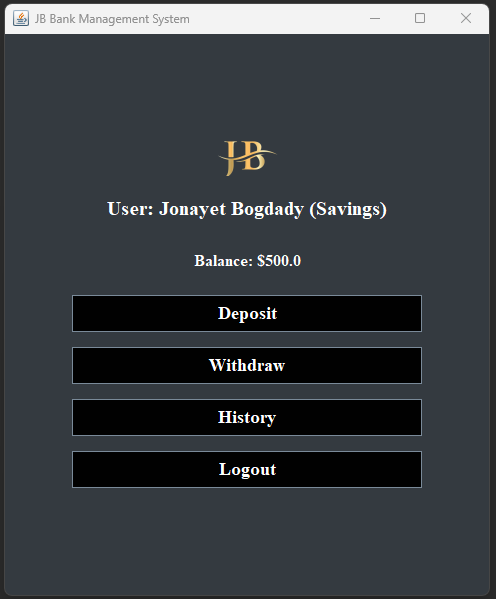 JB Bank Management System
JB
User: Jonayet Bogdady (Savings)
Balance: $500.0
Deposit
Withdraw
History
Logout